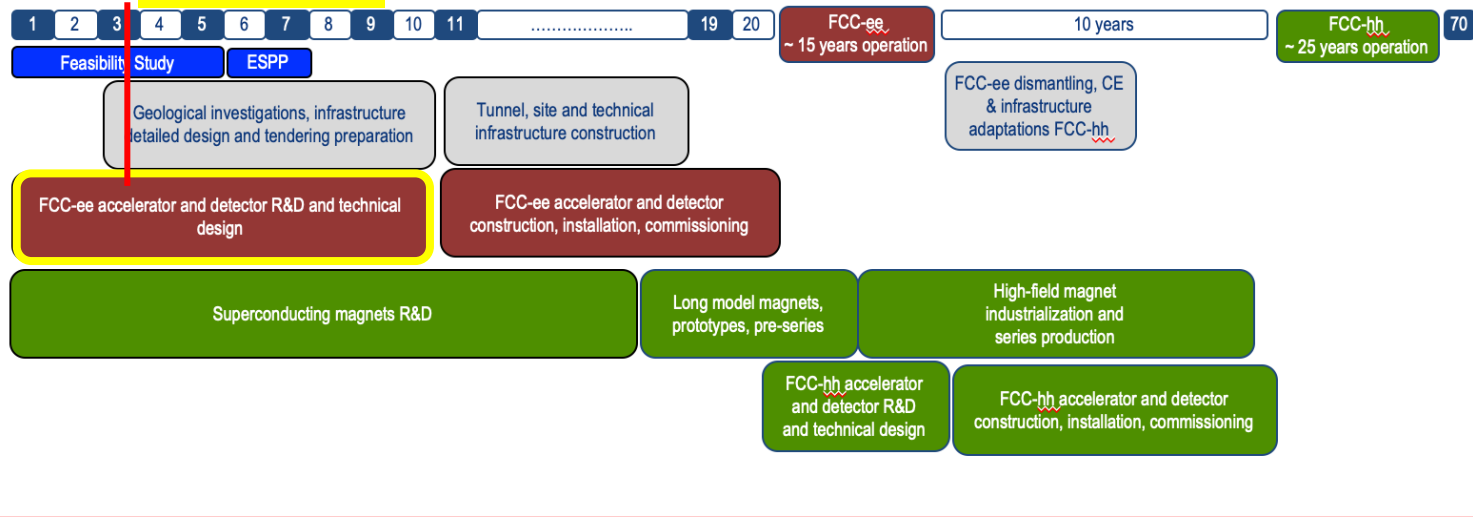 1 2 3 4 5 6 7 8 9 10 11 ………………... 19 20
FCC-ee
~ 15 years operation
10 years
FCC-hh
~ 25 years operation
70
Feasibility Study
ESPP
Geological investigations, infrastructure
detailed design and tendering preparation
Tunnel, site and technical
infrastructure construction
FCC-ee dismantling, CE
& infrastructure
adaptations FCC-hh
FCC-ee accelerator and detector R&D and technical
design
FCC-ee accelerator and detector
construction, installation, commissioning
Superconducting magnets R&D
Long model magnets,
prototypes, pre-series
High-field magnet
industrialization and
series production
FCC-hh accelerator
and detector R&D
and technical design
FCC-hh accelerator and detector
construction, installation, commissioning